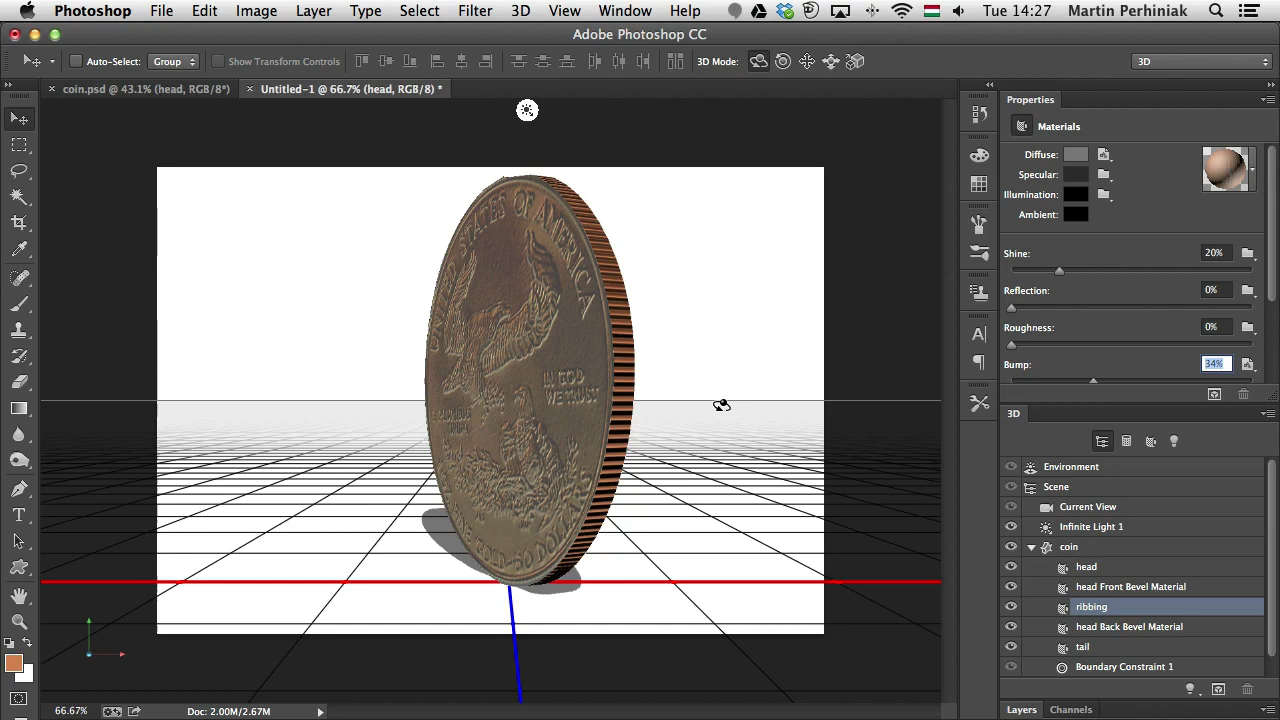 Photoshop File Edit Image Layer Type Select Filter 3D View Window Help Tue 14:27 Martin Perhiniak
Adobe Photoshop CC
Auto-Select: Group Show Transform Controls 3D Mode: 3D
coin.psd @ 43.1% (head, RGB/8*) Untitled-1 @ 66.7% (head, RGB/8) *
Properties
Materials
Diffuse:
Specular:
Illumination:
Ambient:
Shine: 20%
Reflection: 0%
Roughness: 0%
Bump: 34%
3D
Environment
Scene
Current View
Infinite Light 1
coin
head
head Front Bevel Material
ribbing
head Back Bevel Material
tail
Boundary Constraint 1
Layers Channels
UNITED STATES OF AMERICA
IN GOD
WE TRUST
66.67% Doc: 2.00M/2.67M